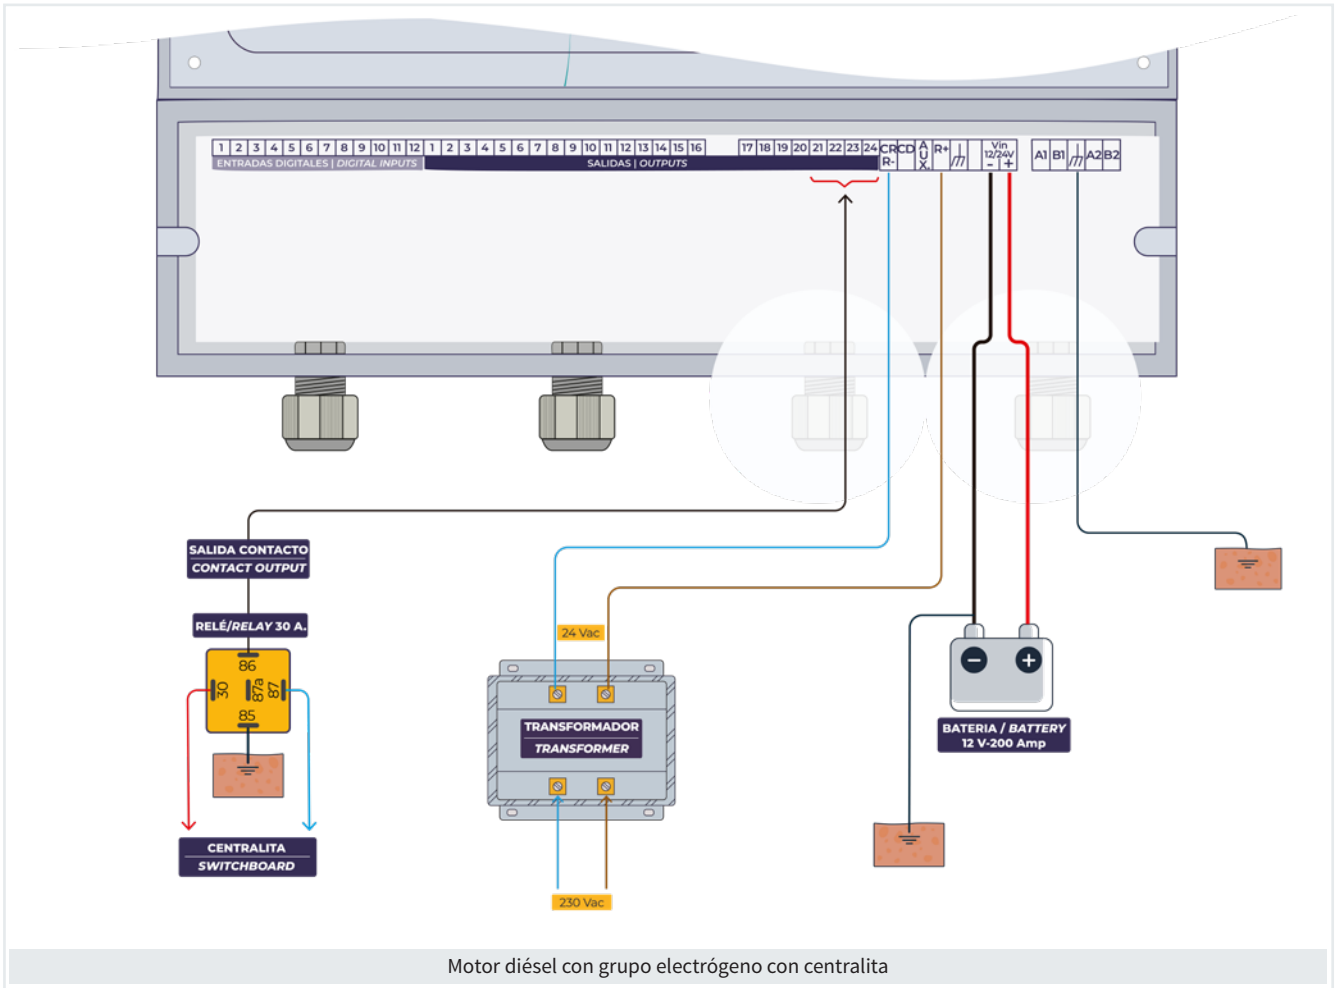 1 2 3 4 5 6 7 8 9 10 11 12 1 2 3 4 5 6 7 8 9 10 11 12 13 14 15 16 17 18 19 20 21 22 23 24 CR R- CD AUX. R+ Vin 12/24V - + A1 B1 A2 B2
ENTRADAS DIGITALES | DIGITAL INPUTS
SALIDAS | OUTPUTS
SALIDA CONTACTO
CONTACT OUTPUT
RELÉ/RELAY 30 A.
86
30
87a
87
85
CENTRALITA
SWITCHBOARD
24 Vac
TRANSFORMADOR
TRANSFORMER
230 Vac
- +
BATERIA / BATTERY
12 V-200 Amp
Motor diésel con grupo electrógeno con centralita